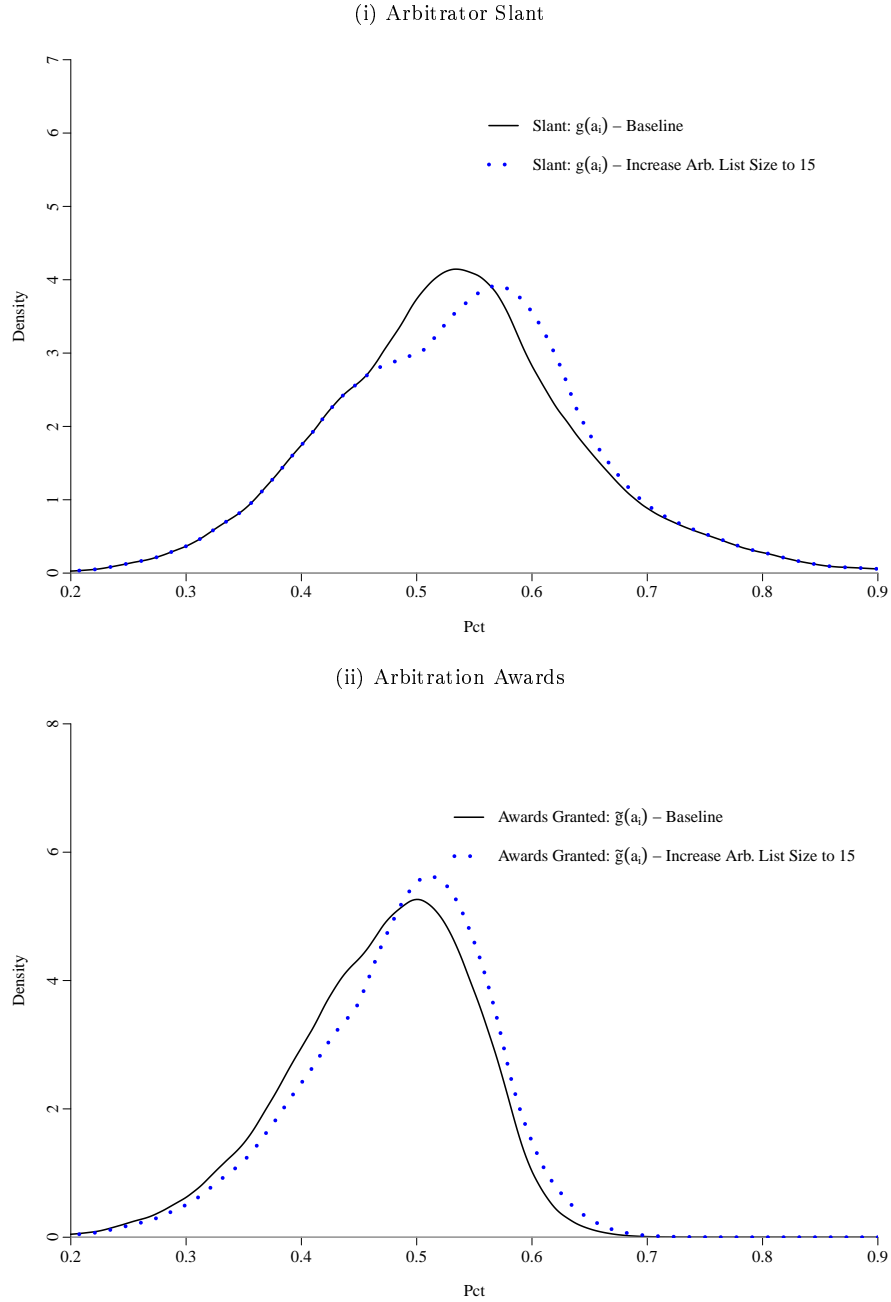 (i) Arbitrator Slant
7
6
5
4
3
2
1
0
Density
Slant: g(aᵢ) – Baseline
Slant: g(aᵢ) – Increase Arb. List Size to 15
0.2 0.3 0.4 0.5 0.6 0.7 0.8 0.9
Pct
(ii) Arbitration Awards
8
6
4
2
0
Density
Awards Granted: g̃(aᵢ) – Baseline
Awards Granted: g̃(aᵢ) – Increase Arb. List Size to 15
0.2 0.3 0.4 0.5 0.6 0.7 0.8 0.9
Pct